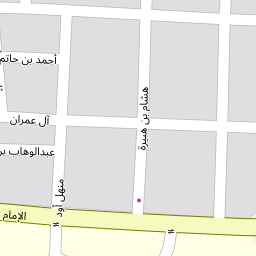 أحمد بن حاتم
هشام بن هبيرة
آل عمران
عبدالوهاب بن
منهل أود
الإمام